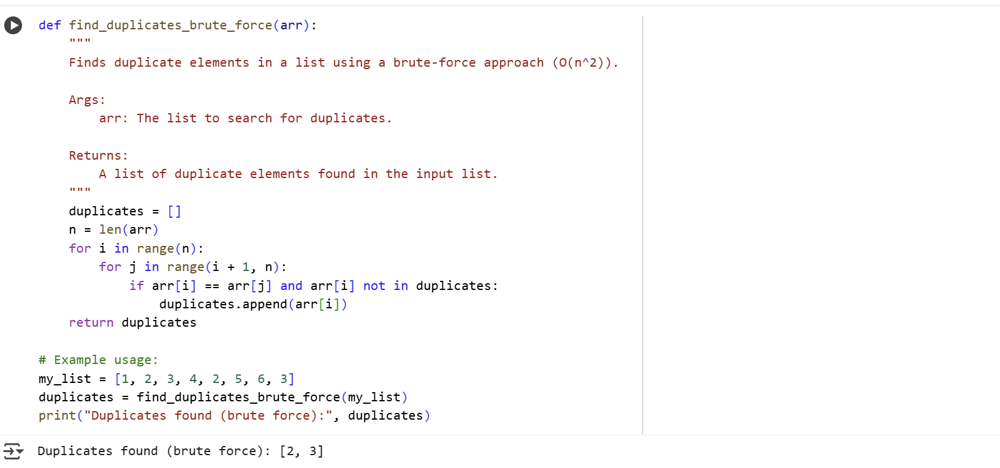 def find_duplicates_brute_force(arr):
    """
    Finds duplicate elements in a list using a brute-force approach (O(n^2)).

    Args:
        arr: The list to search for duplicates.

    Returns:
        A list of duplicate elements found in the input list.
    """
    duplicates = []
    n = len(arr)
    for i in range(n):
        for j in range(i + 1, n):
            if arr[i] == arr[j] and arr[i] not in duplicates:
                duplicates.append(arr[i])
    return duplicates

# Example usage:
my_list = [1, 2, 3, 4, 2, 5, 6, 3]
duplicates = find_duplicates_brute_force(my_list)
print("Duplicates found (brute force):", duplicates)
Duplicates found (brute force): [2, 3]